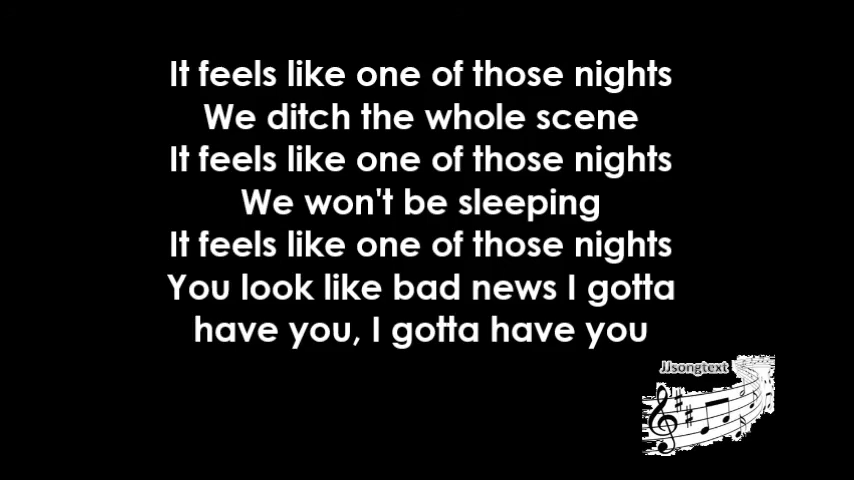 It feels like one of those nights
We ditch the whole scene
It feels like one of those nights
We won't be sleeping
It feels like one of those nights
You look like bad news I gotta
have you, I gotta have you
JJsongtext